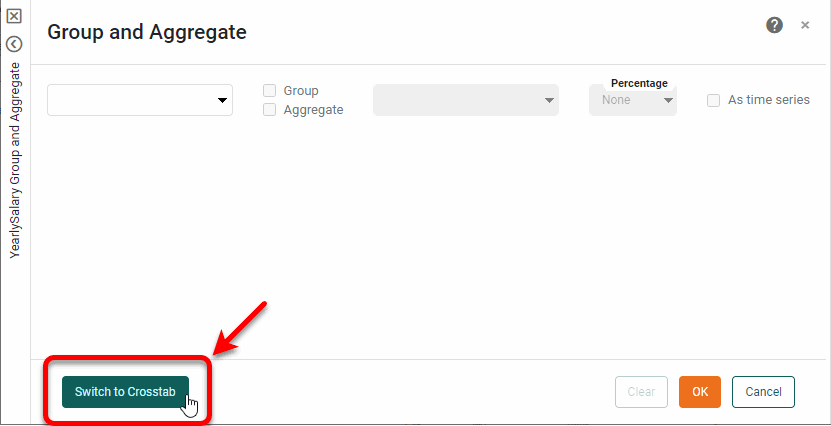 Group and Aggregate
YearlySalary Group and Aggregate
Group
Aggregate
Percentage
None
As time series
Switch to Crosstab
Clear
OK
Cancel